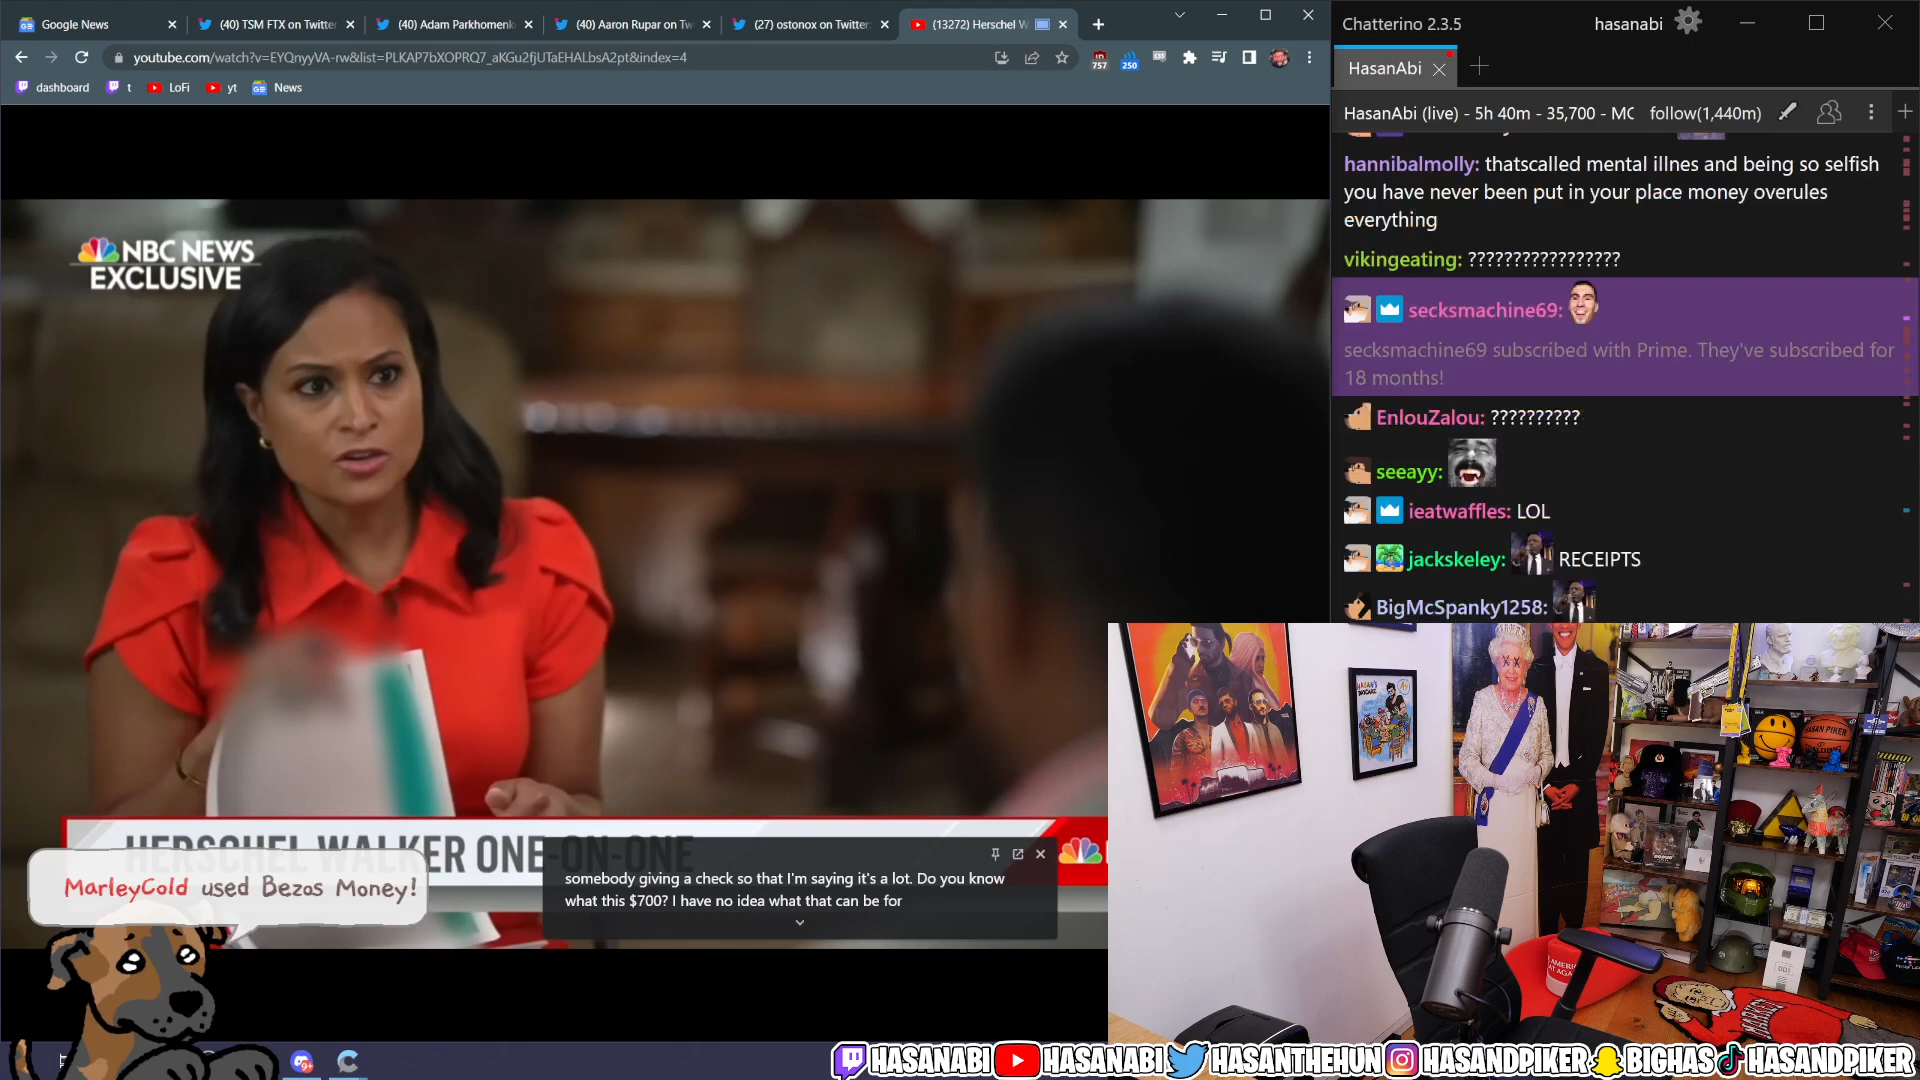 Google News
(40) TSM FTX on Twitter
(40) Adam Parkhomenk
(40) Aaron Rupar on Tw
(27) ostonox on Twitter:
(13272) Herschel W
youtube.com/watch?v=EYQnyyVA-rw&list=PLKAP7bXOPRQ7_aKGu2fjUTaEHALbsA2pt&index=4
757
250
dashboard
t
LoFi
yt
News
NBC NEWS
EXCLUSIVE
HERSCHEL WALKER ONE-ON-ONE
somebody giving a check so that I'm saying it's a lot. Do you know
what this $700? I have no idea what that can be for
MarleyCold used Bezos Money!
Chatterino 2.3.5
hasanabi
HasanAbi
HasanAbi (live) - 5h 40m - 35,700 - MC
follow(1,440m)
hannibalmolly: thatscalled mental illnes and being so selfish
you have never been put in your place money overules
everything
vikingeating: ?????????????????
secksmachine69:
secksmachine69 subscribed with Prime. They've subscribed for
18 months!
EnlouZalou: ??????????
seeayy:
ieatwaffles: LOL
jackskeley: RECEIPTS
BigMcSpanky1258:
HASAN PIKER
HASANABI
HASANABI
HASANTHEHUN
HASANDPIKER
BIGHAS
HASANDPIKER